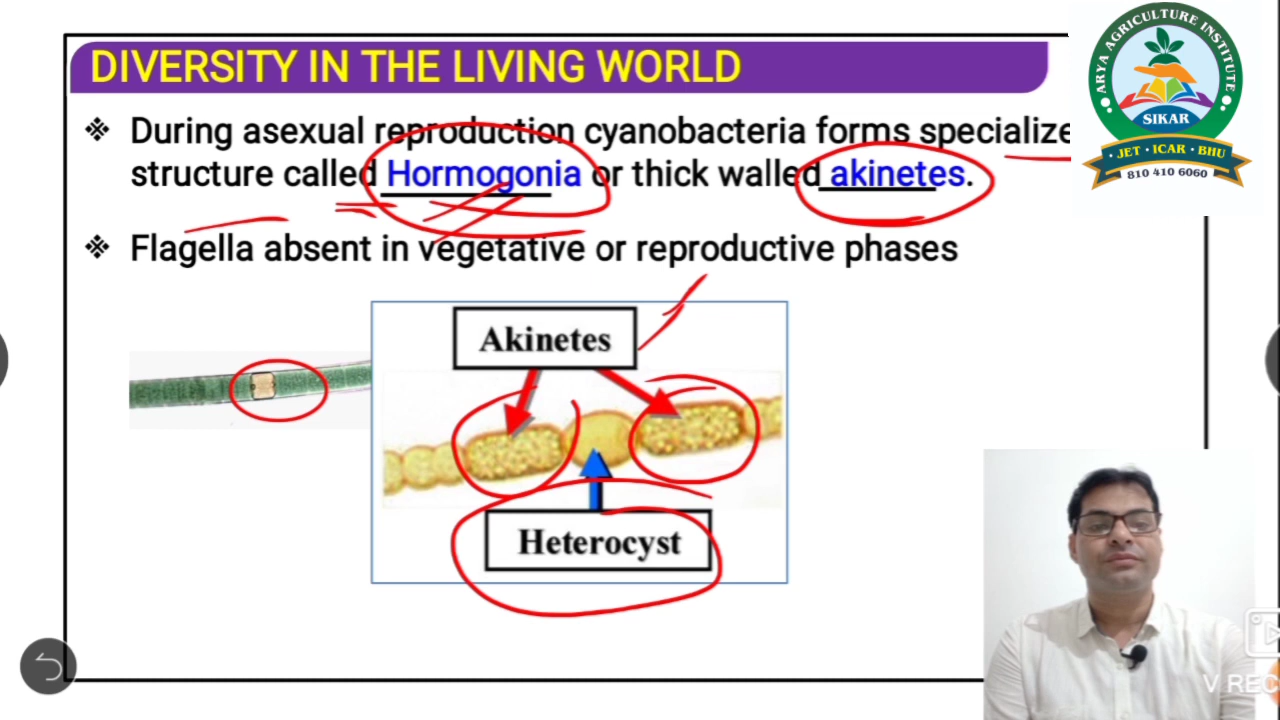 DIVERSITY IN THE LIVING WORLD
❖ During asexual reproduction cyanobacteria forms specialize
structure called Hormogonia or thick walled akinetes.
❖ Flagella absent in vegetative or reproductive phases
Akinetes
Heterocyst
ARYA AGRICULTURE INSTITUTE
SIKAR
• JET • ICAR • BHU •
810 410 6060
V REC